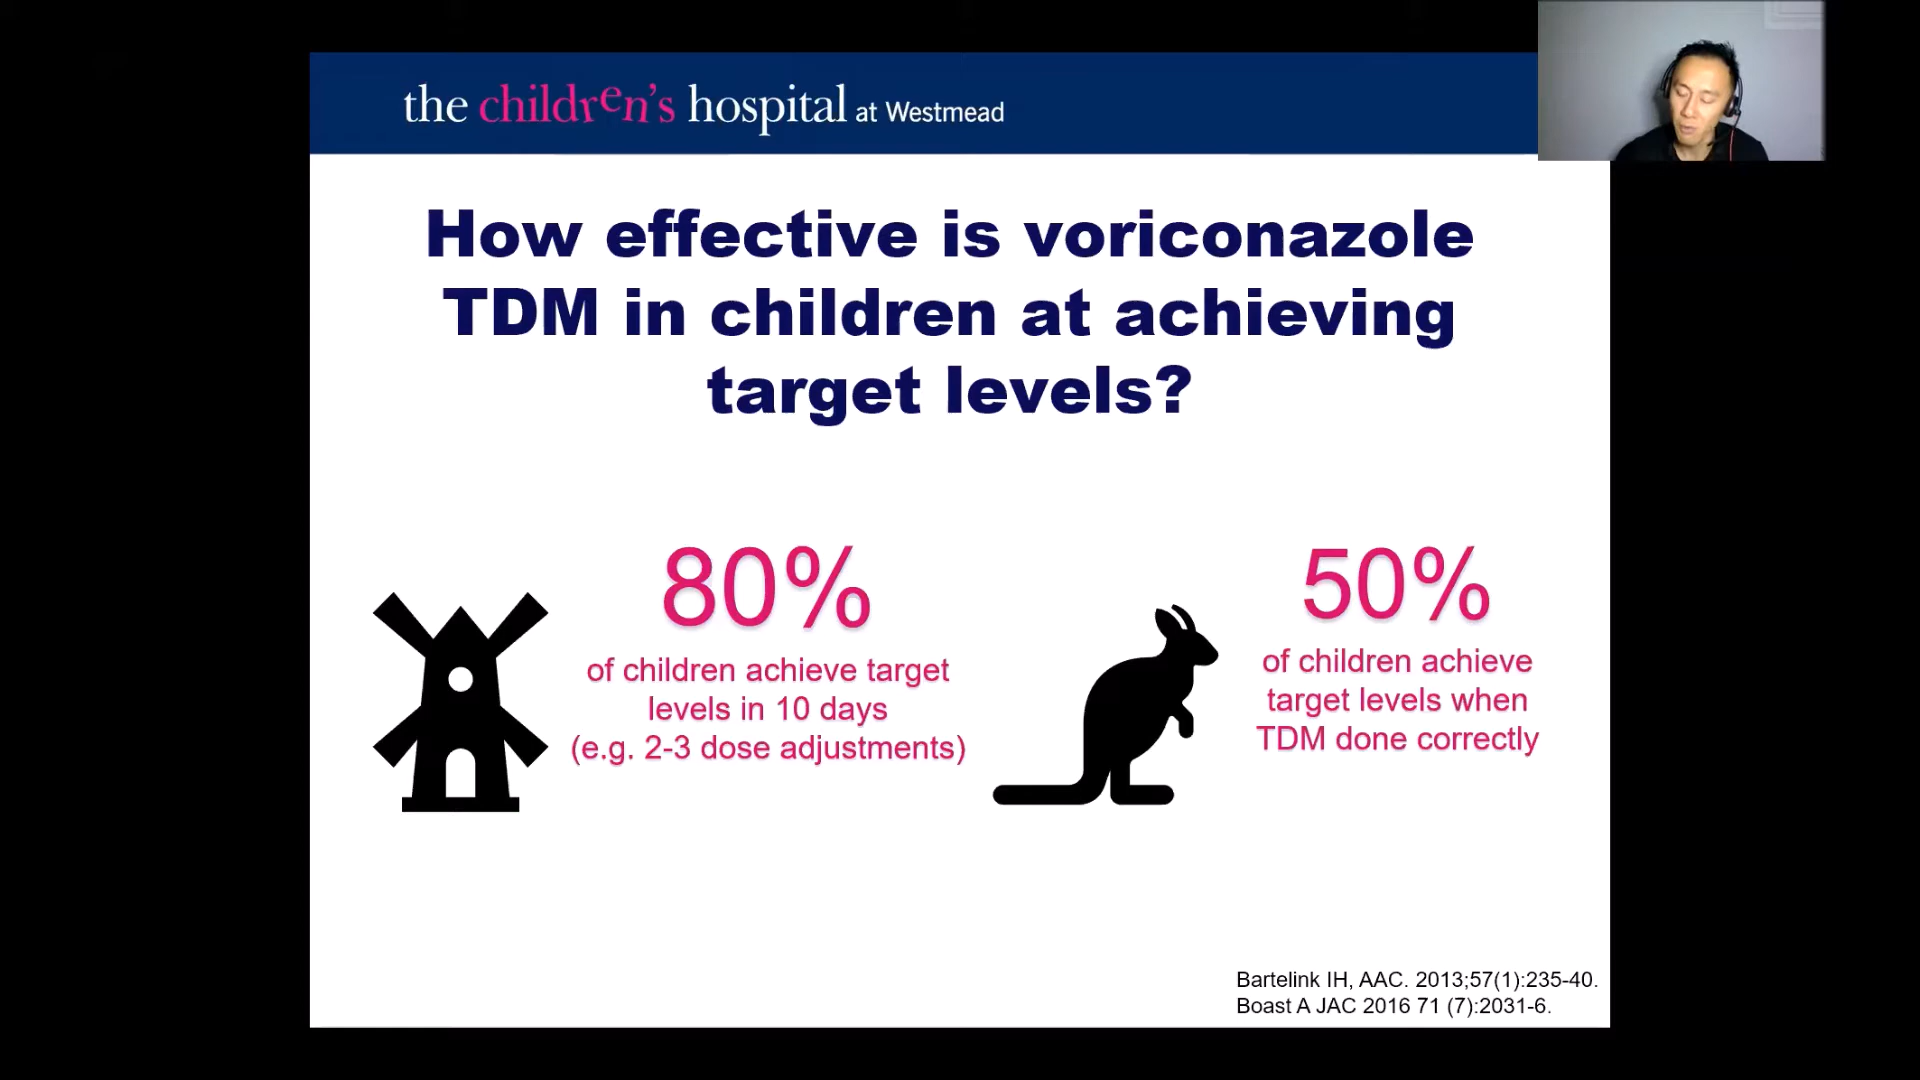 the children's hospital at Westmead
How effective is voriconazole
TDM in children at achieving
target levels?
80%
of children achieve target
levels in 10 days
(e.g. 2-3 dose adjustments)
50%
of children achieve
target levels when
TDM done correctly
Bartelink IH, AAC. 2013;57(1):235-40.
Boast A JAC 2016 71 (7):2031-6.